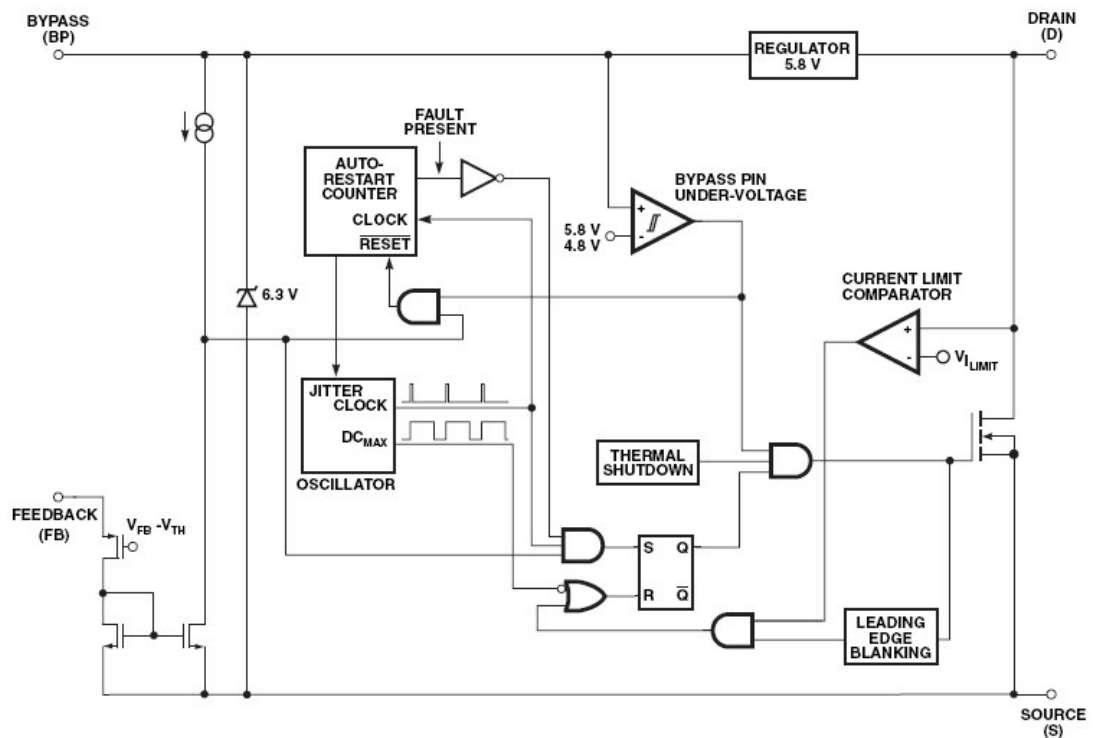 BYPASS
(BP)
DRAIN
(D)
REGULATOR
5.8 V
FAULT
PRESENT
AUTO-
RESTART
COUNTER
CLOCK
RESET
BYPASS PIN
UNDER-VOLTAGE
+
-
5.8 V
4.8 V
6.3 V
CURRENT LIMIT
COMPARATOR
+
-
VILIMIT
JITTER
CLOCK
DCMAX
OSCILLATOR
THERMAL
SHUTDOWN
FEEDBACK
(FB)
VFB -VTH
S Q
R Q̅
LEADING
EDGE
BLANKING
SOURCE
(S)